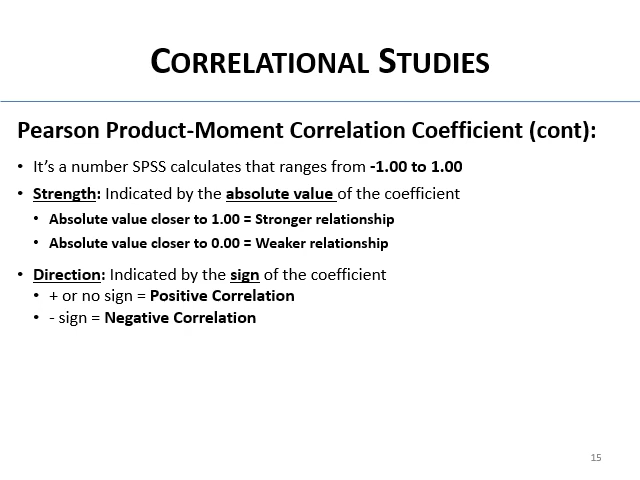 CORRELATIONAL STUDIES
Pearson Product-Moment Correlation Coefficient (cont):
• It's a number SPSS calculates that ranges from -1.00 to 1.00
• Strength: Indicated by the absolute value of the coefficient
• Absolute value closer to 1.00 = Stronger relationship
• Absolute value closer to 0.00 = Weaker relationship
• Direction: Indicated by the sign of the coefficient
• + or no sign = Positive Correlation
• - sign = Negative Correlation
15